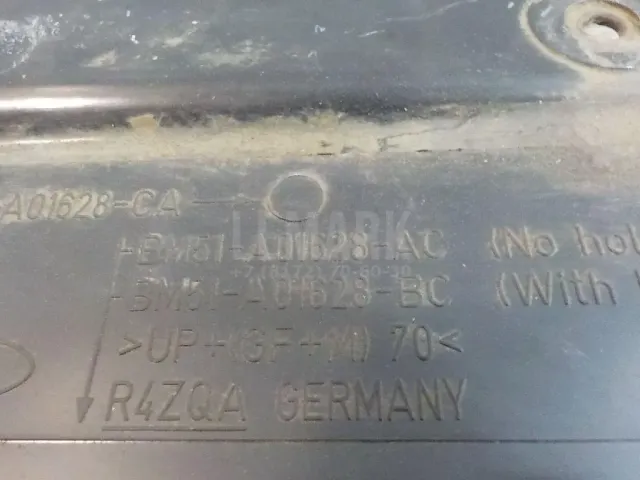 A01628-CA
BM51-A01628-AC (No hol
BM51-A01628-BC (With
>UP+(GF+M) 70<
R4ZQA GERMANY